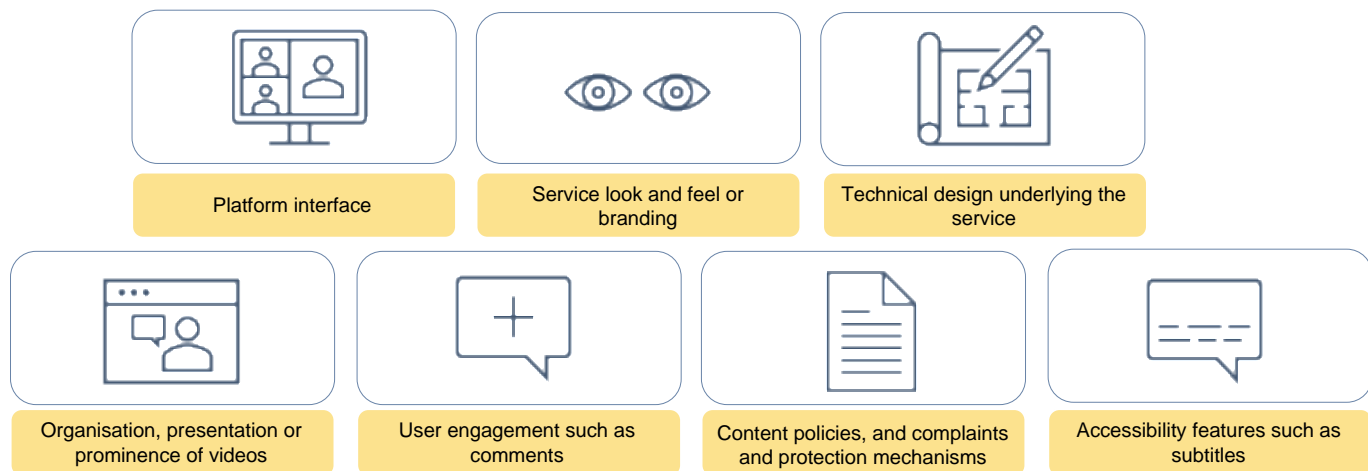 Platform interface
Service look and feel or
branding
Technical design underlying the
service
Organisation, presentation or
prominence of videos
User engagement such as
comments
Content policies, and complaints
and protection mechanisms
Accessibility features such as
subtitles